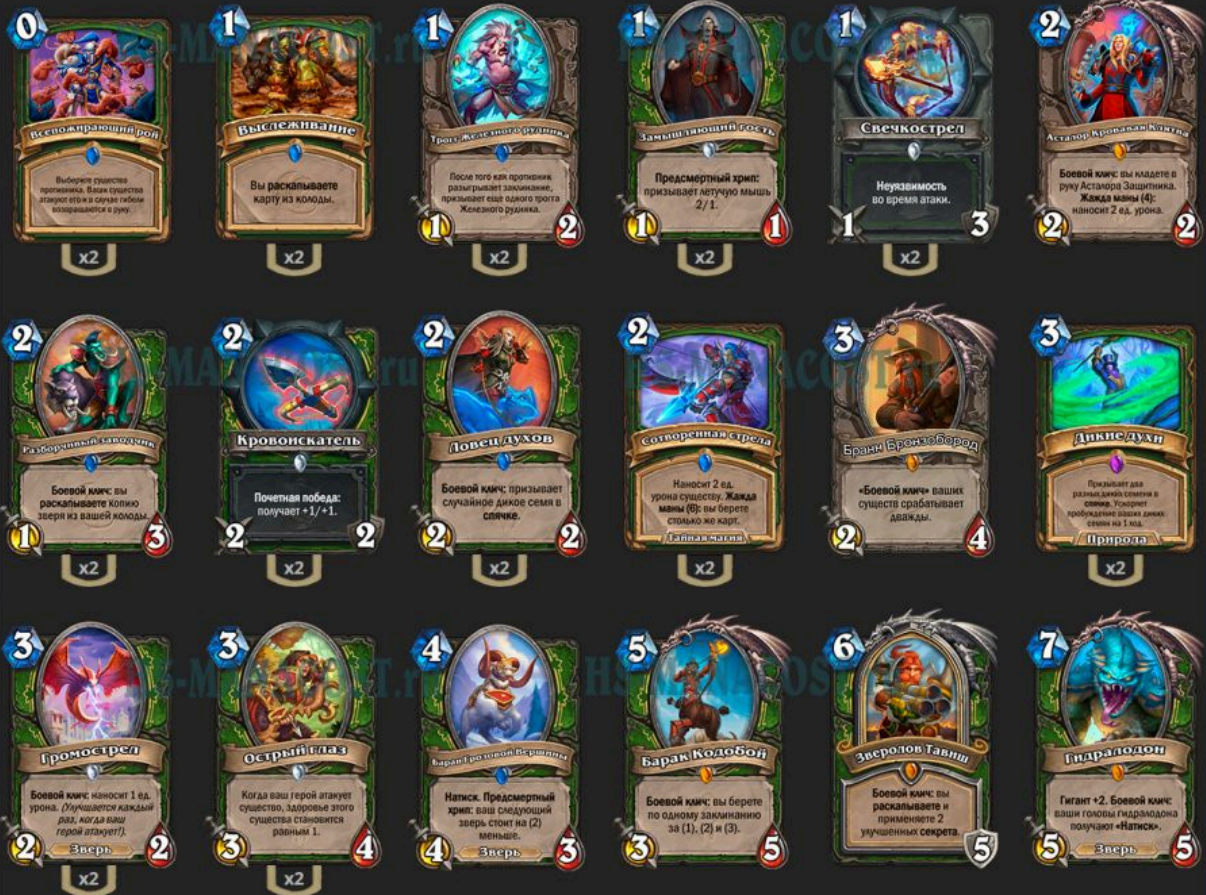 0
Всепожирающий рой
Выберите существо
противника. Ваши существа
атакуют его и в случае гибели
возвращаются в руку.
x2
1
Выслеживание
Вы раскапываете
карту из колоды.
x2
1
Трогг Железного рудника
После того как противник
разыгрывает заклинание,
призывает еще одного трогга
Железного рудника.
1
2
1
Замышляющий гость
Предсмертный хрип:
призывает летучую мышь
2/1.
1
1
x2
1
Свечкострел
Неуязвимость
во время атаки.
1
3
x2
2
Асталор Кровавая Клятва
Боевой клич: вы кладете в
руку Асталора Защитника.
Жажда маны (4):
наносит 2 ед. урона.
2
2
2
Разборчивый заводчик
Боевой клич: вы
раскапываете копию
зверя из вашей колоды.
1
3
x2
2
Кровоискатель
Почетная победа:
получает +1/+1.
2
2
x2
2
Ловец духов
Боевой клич: призывает
случайное дикое семя в
спячке.
2
2
x2
2
Сотворенная стрела
Наносит 2 ед.
урона существу. Жажда
маны (6): вы берете
столько же карт.
Тайная магия
x2
3
Бранн Бронзобород
«Боевой клич» ваших
существ срабатывает
дважды.
2
4
3
Дикие духи
Призывает два
разных диких семени в
спячке. Ускоряет
пробуждение ваших диких
семян на 1 ход.
Природа
x2
3
Громострел
Боевой клич: наносит 1 ед.
урона. (Улучшается каждый
раз, когда ваш
герой атакует!).
2
Зверь
2
x2
3
Острый глаз
Когда ваш герой атакует
существо, здоровье этого
существа становится
равным 1.
3
4
x2
4
Баран Грозовой Вершины
Натиск. Предсмертный
хрип: ваш следующий
зверь стоит на (2)
меньше.
4
Зверь
3
5
Барак Кодобой
Боевой клич: вы берете
по одному заклинанию
за (1), (2) и (3).
3
5
6
Зверолов Тавиш
Боевой клич: вы
раскапываете и
применяете 2
улучшенных секрета.
5
7
Гидралодон
Гигант +2. Боевой клич:
ваши головы гидралодона
получают «Натиск».
5
Зверь
5